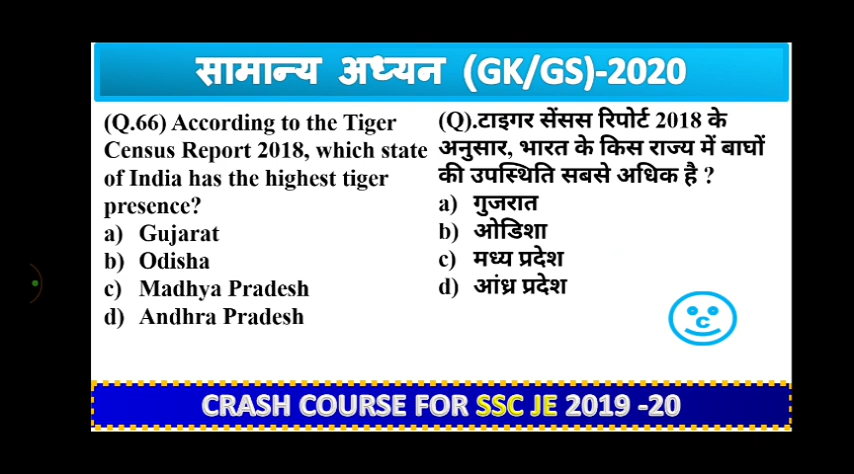 सामान्य अध्यन (GK/GS)-2020
(Q.66) According to the Tiger
Census Report 2018, which state
of India has the highest tiger
presence?
a) Gujarat
b) Odisha
c) Madhya Pradesh
d) Andhra Pradesh
(Q).टाइगर सेंसस रिपोर्ट 2018 के
अनुसार, भारत के किस राज्य में बाघों
की उपस्थिति सबसे अधिक है ?
a) गुजरात
b) ओडिशा
c) मध्य प्रदेश
d) आंध्र प्रदेश
c
CRASH COURSE FOR SSC JE 2019 -20